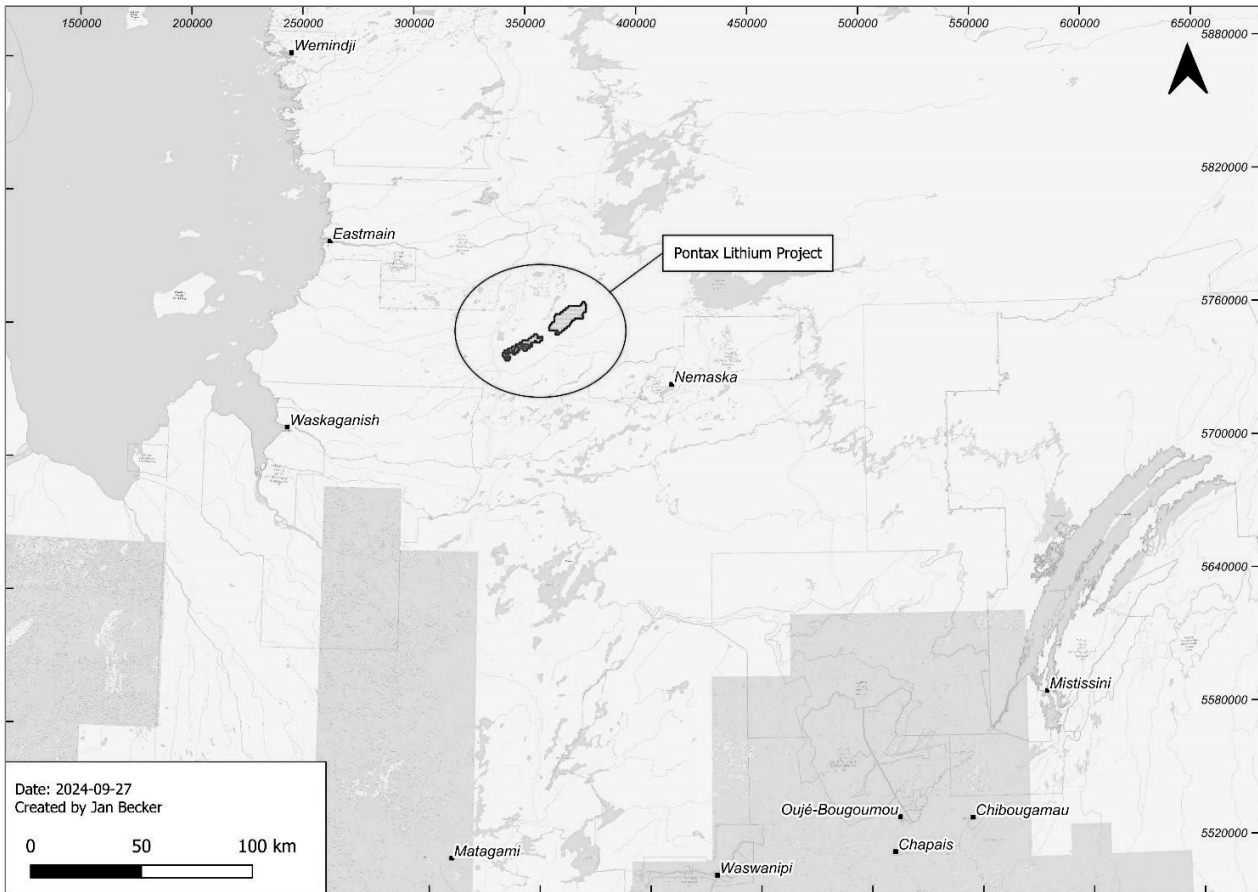 150000 200000 250000 300000 350000 400000 450000 500000 550000 600000 650000
5880000
Wemindji
5820000
Eastmain
Pontax Lithium Project
5760000
Nemaska
Waskaganish
5700000
5640000
Mistissini
5580000
Date: 2024-09-27
Created by Jan Becker
Oujé-Bougoumou
Chibougamau
5520000
0 50 100 km
Matagami
Chapais
Waswanipi